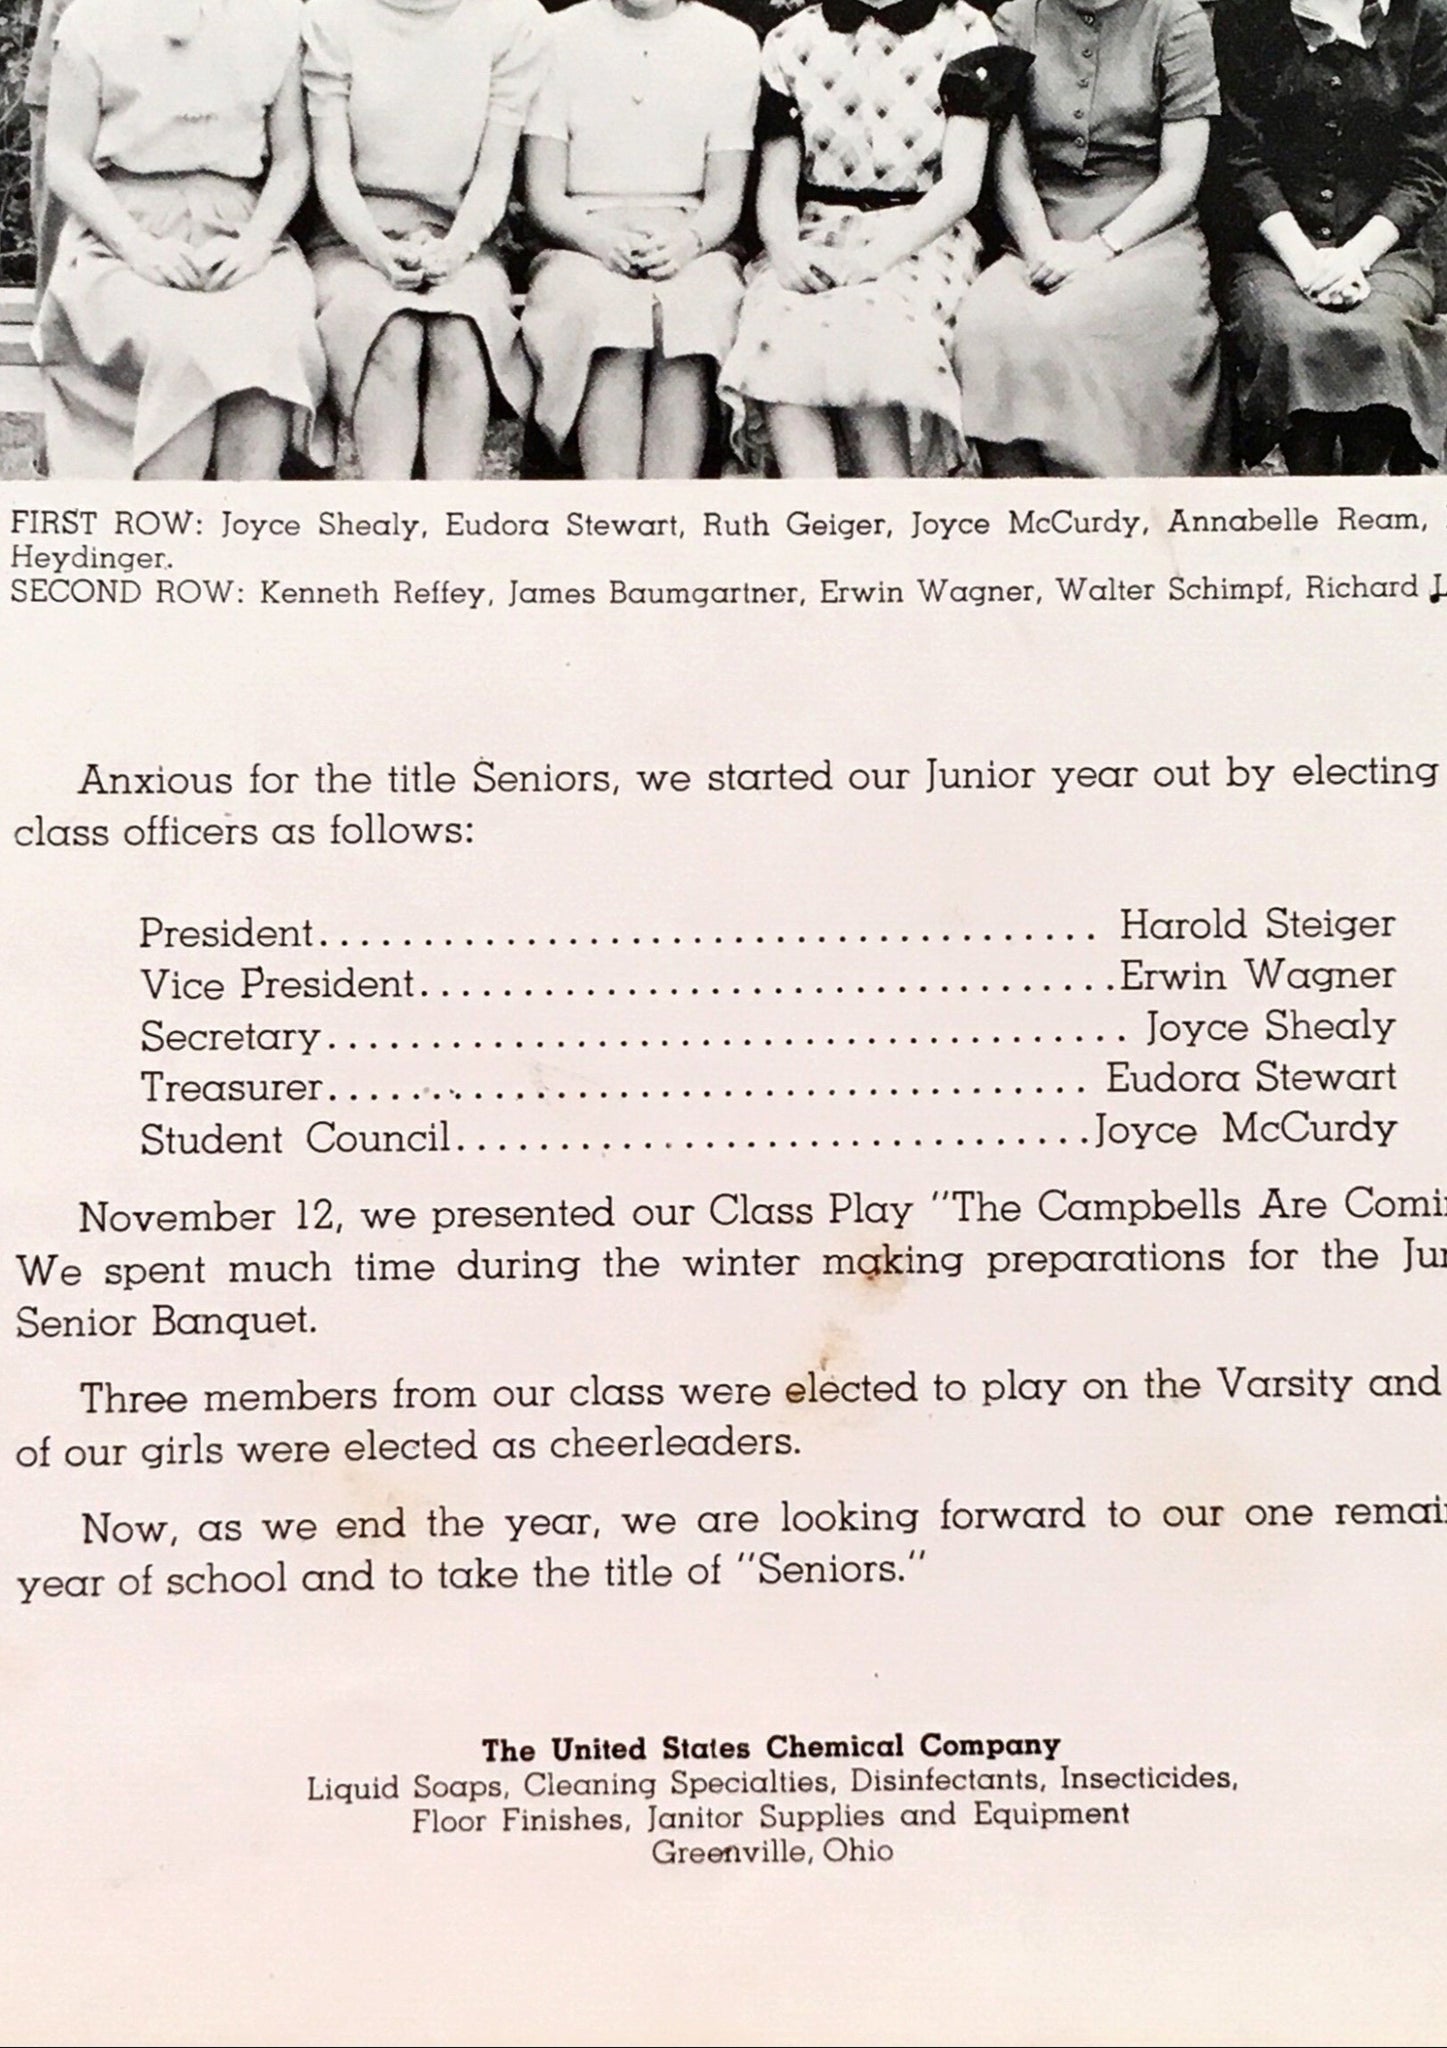 FIRST ROW: Joyce Shealy, Eudora Stewart, Ruth Geiger, Joyce McCurdy, Annabelle Ream,
Heydinger.
SECOND ROW: Kenneth Reffey, James Baumgartner, Erwin Wagner, Walter Schimpf, Richard
Anxious for the title Seniors, we started our Junior year out by electing
class officers as follows:
President............................................. Harold Steiger
Vice President........................................Erwin Wagner
Secretary.............................................. Joyce Shealy
Treasurer............................................ Eudora Stewart
Student Council.....................................Joyce McCurdy
November 12, we presented our Class Play "The Campbells Are
We spent much time during the winter making preparations for the
Senior Banquet.
Three members from our class were elected to play on the Varsity and
of our girls were elected as cheerleaders.
Now, as we end the year, we are looking forward to our one
year of school and to take the title of "Seniors."
The United States Chemical Company
Liquid Soaps, Cleaning Specialties, Disinfectants, Insecticides,
Floor Finishes, Janitor Supplies and Equipment
Greenville, Ohio